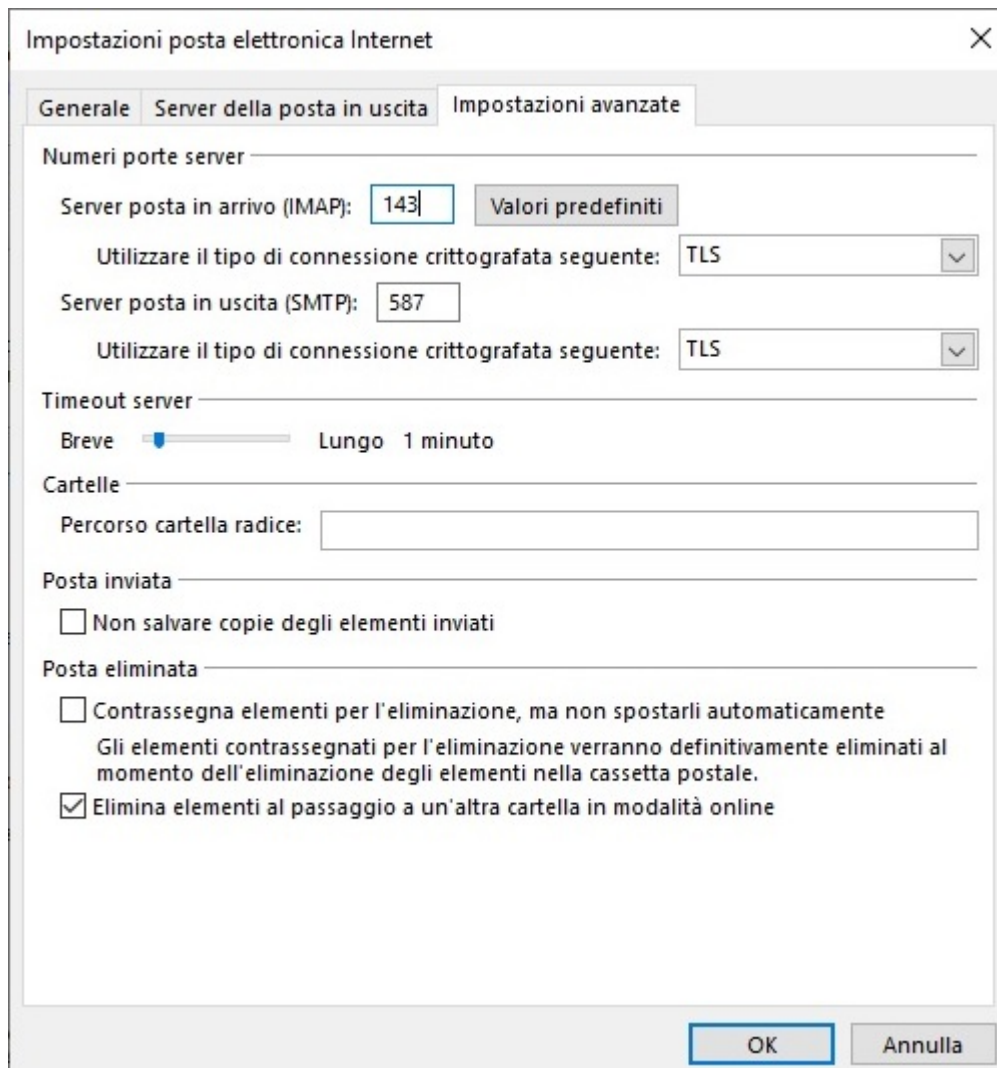 Impostazioni posta elettronica Internet
Generale Server della posta in uscita Impostazioni avanzate
Numeri porte server
Server posta in arrivo (IMAP): 143 Valori predefiniti
Utilizzare il tipo di connessione crittografata seguente: TLS
Server posta in uscita (SMTP): 587
Utilizzare il tipo di connessione crittografata seguente: TLS
Timeout server
Breve Lungo 1 minuto
Cartelle
Percorso cartella radice:
Posta inviata
Non salvare copie degli elementi inviati
Posta eliminata
Contrassegna elementi per l'eliminazione, ma non spostarli automaticamente
Gli elementi contrassegnati per l'eliminazione verranno definitivamente eliminati al
momento dell'eliminazione degli elementi nella cassetta postale.
Elimina elementi al passaggio a un'altra cartella in modalità online
OK Annulla